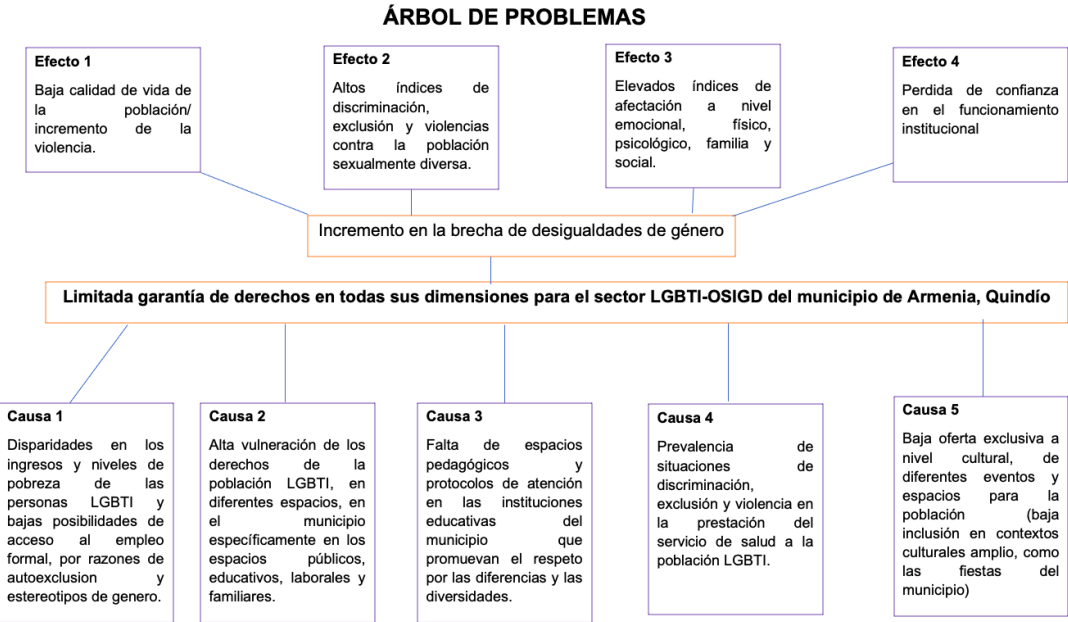 ÁRBOL DE PROBLEMAS
Efecto 1
Baja calidad de vida de
la población/
incremento de la
violencia.
Efecto 2
Altos índices de
discriminación,
exclusión y violencias
contra la población
sexualmente diversa.
Efecto 3
Elevados índices de
afectación a nivel
emocional, físico,
psicológico, familia y
social.
Efecto 4
Perdida de confianza
en el funcionamiento
institucional
Incremento en la brecha de desigualdades de género
Limitada garantía de derechos en todas sus dimensiones para el sector LGBTI-OSIGD del municipio de Armenia, Quindío
Causa 1
Disparidades en los
ingresos y niveles de
pobreza de las
personas LGBTI y
bajas posibilidades de
acceso al empleo
formal, por razones de
autoexclusion y
estereotipos de genero.
Causa 2
Alta vulneración de los
derechos de la
población LGBTI, en
diferentes espacios, en
el municipio
específicamente en los
espacios públicos,
educativos, laborales y
familiares.
Causa 3
Falta de espacios
pedagógicos y
protocolos de atención
en las instituciones
educativas del
municipio que
promuevan el respeto
por las diferencias y las
diversidades.
Causa 4
Prevalencia de
situaciones de
discriminación,
exclusión y violencia en
la prestación del
servicio de salud a la
población LGBTI.
Causa 5
Baja oferta exclusiva a
nivel cultural, de
diferentes eventos y
espacios para la
población (baja
inclusión en contextos
culturales amplio, como
las fiestas del
municipio)